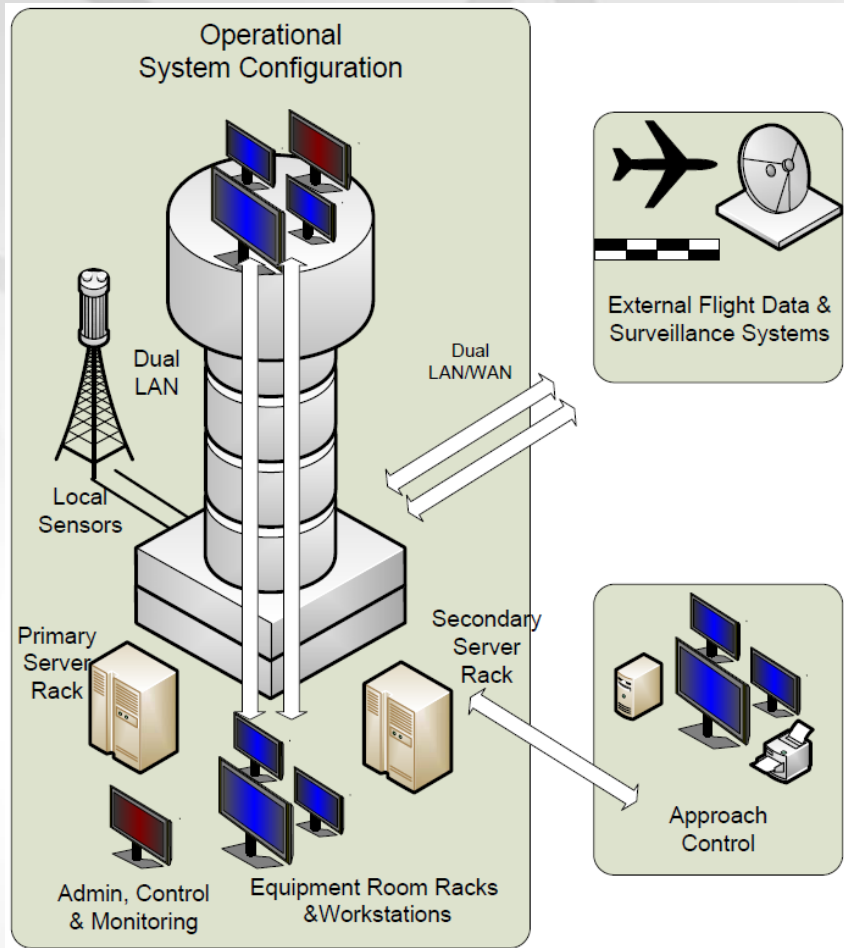 Operational
System Configuration
Dual
LAN
Local
Sensors
Dual
LAN/WAN
External Flight Data &
Surveillance Systems
Primary
Server
Rack
Secondary
Server
Rack
Admin, Control
& Monitoring
Equipment Room Racks
&Workstations
Approach
Control